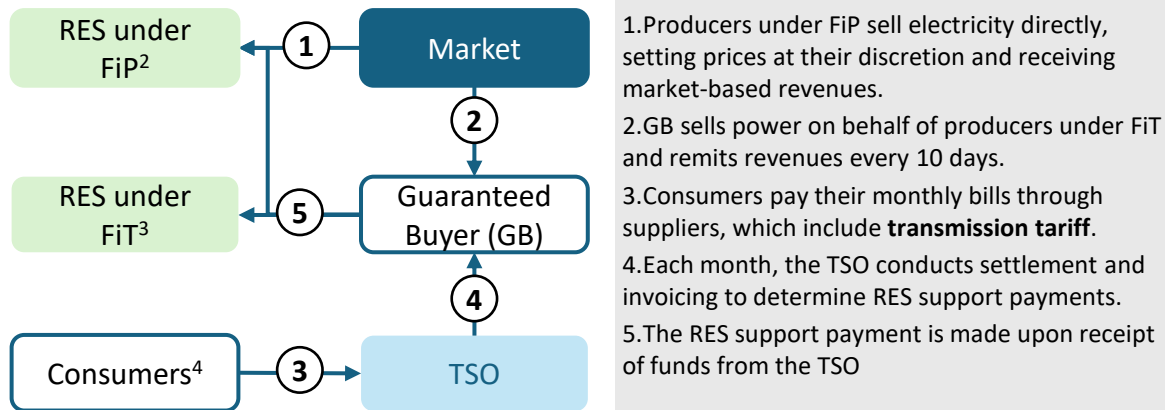 RES under
FiP2
1
Market
2
RES under
FiT3
5
Guaranteed
Buyer (GB)
4
Consumers4
3
TSO
1.Producers under FiP sell electricity directly,
setting prices at their discretion and receiving
market-based revenues.
2.GB sells power on behalf of producers under FiT
and remits revenues every 10 days.
3.Consumers pay their monthly bills through
suppliers, which include transmission tariff.
4.Each month, the TSO conducts settlement and
invoicing to determine RES support payments.
5.The RES support payment is made upon receipt
of funds from the TSO